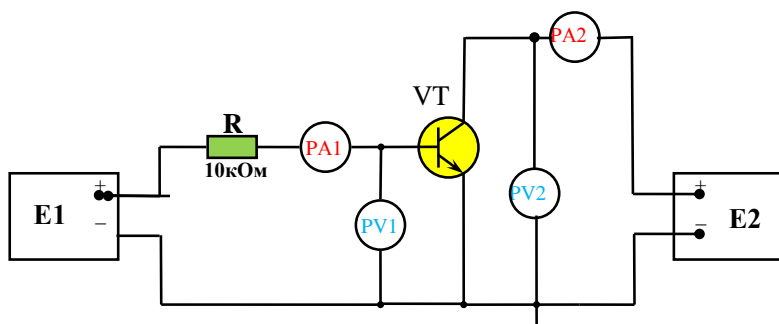 PA2
VT
R
PA1
10кОм
+
E1
−
PV1
PV2
+
−
E2